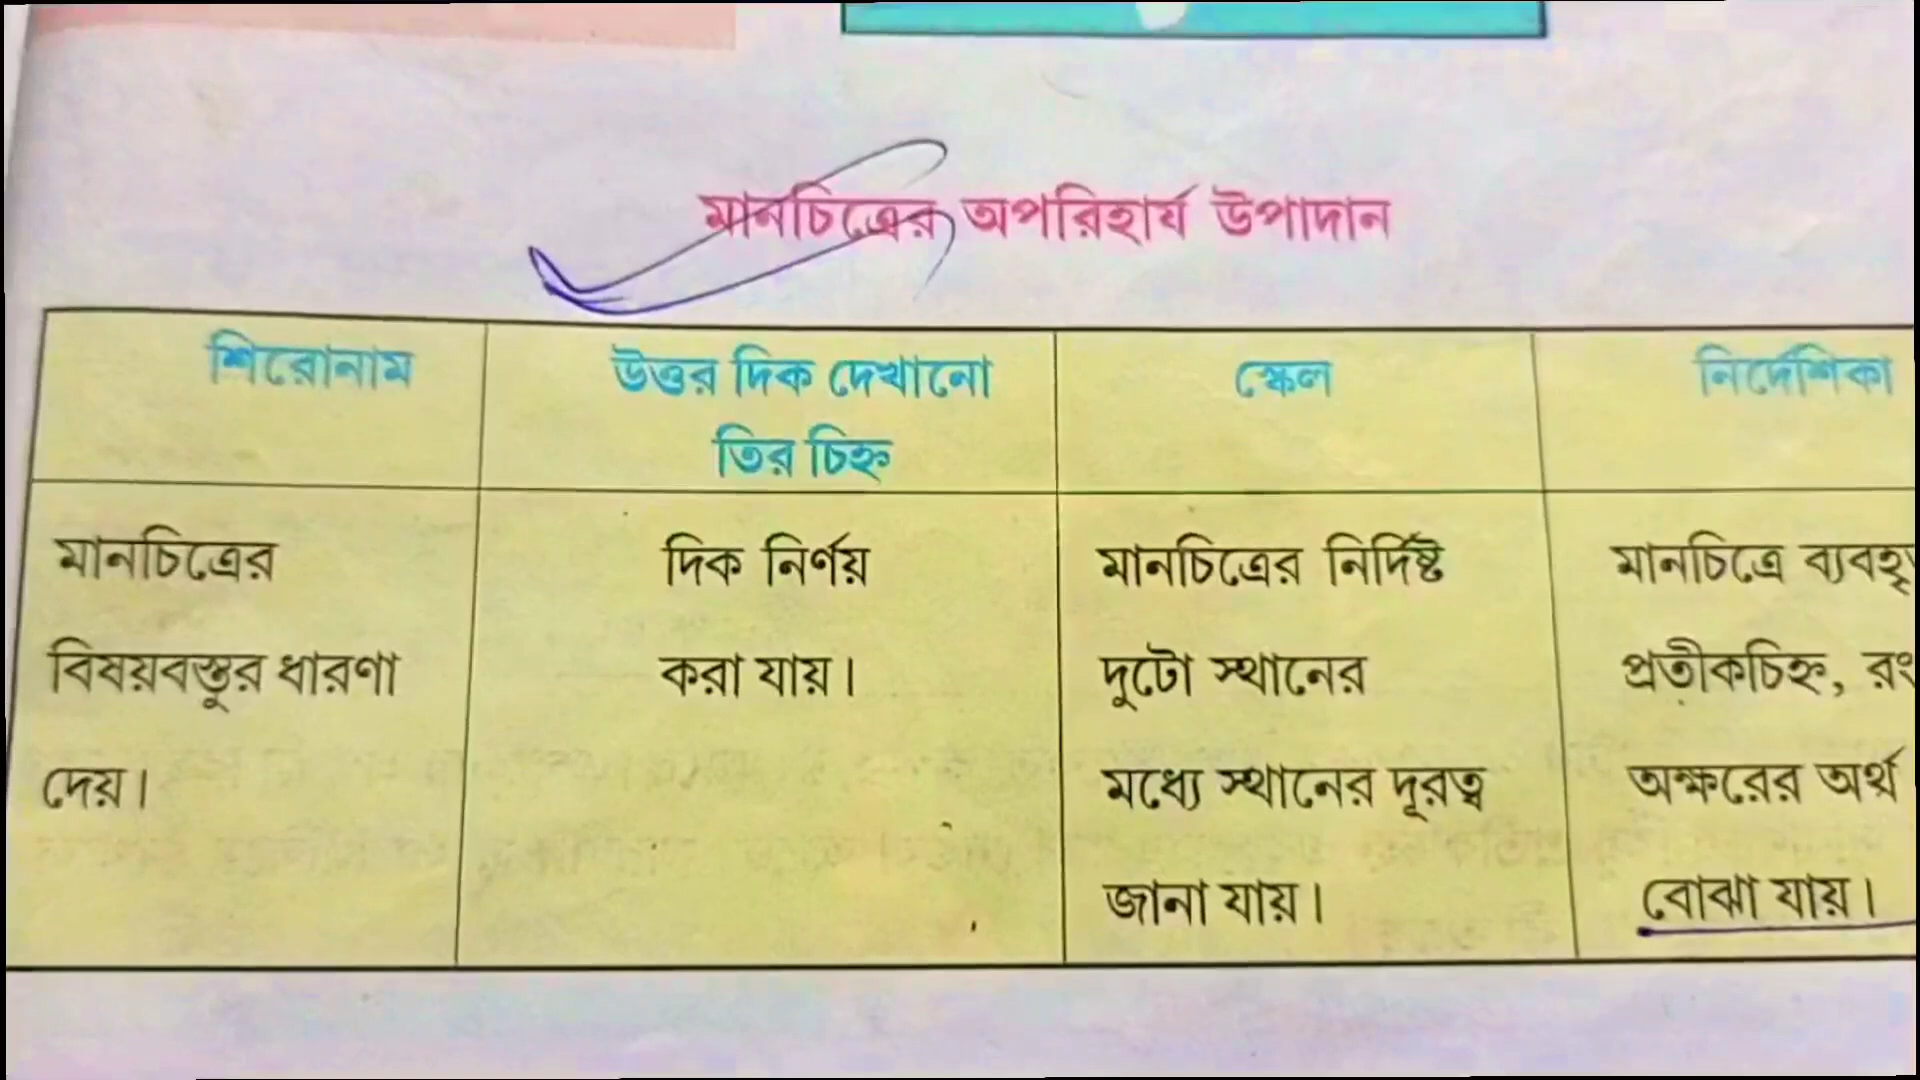 মানচিত্রের অপরিহার্য উপাদান
শিরোনাম
উত্তর দিক দেখানো
তির চিহ্ন
স্কেল
নির্দেশিকা
মানচিত্রের
বিষয়বস্তুর ধারণা
দেয়।
দিক নির্ণয়
করা যায়।
মানচিত্রের নির্দিষ্ট
দুটো স্থানের
মধ্যে স্থানের দূরত্ব
জানা যায়।
মানচিত্রে
প্রতীকচিহ্ন, রং
অক্ষরের অর্থ
বোঝা যায়।